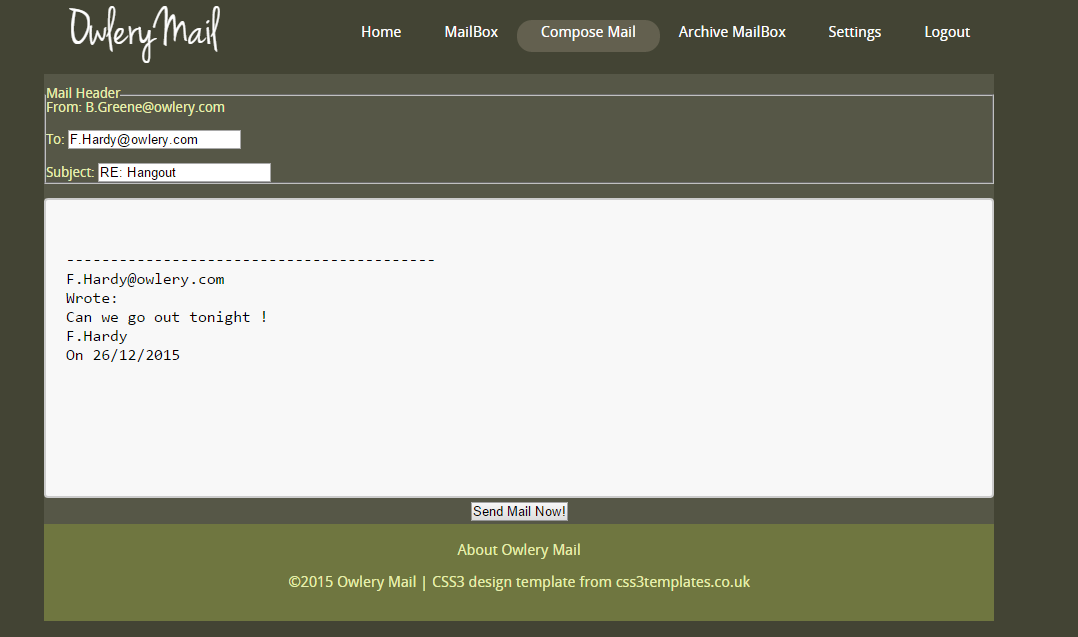 Owlery Mail
Home MailBox Compose Mail Archive MailBox Settings Logout
Mail Header
From: B.Greene@owlery.com
To: F.Hardy@owlery.com
Subject: RE: Hangout
------------------------------------------
F.Hardy@owlery.com
Wrote:
Can we go out tonight !
F.Hardy
On 26/12/2015
Send Mail Now!
About Owlery Mail
©2015 Owlery Mail | CSS3 design template from css3templates.co.uk